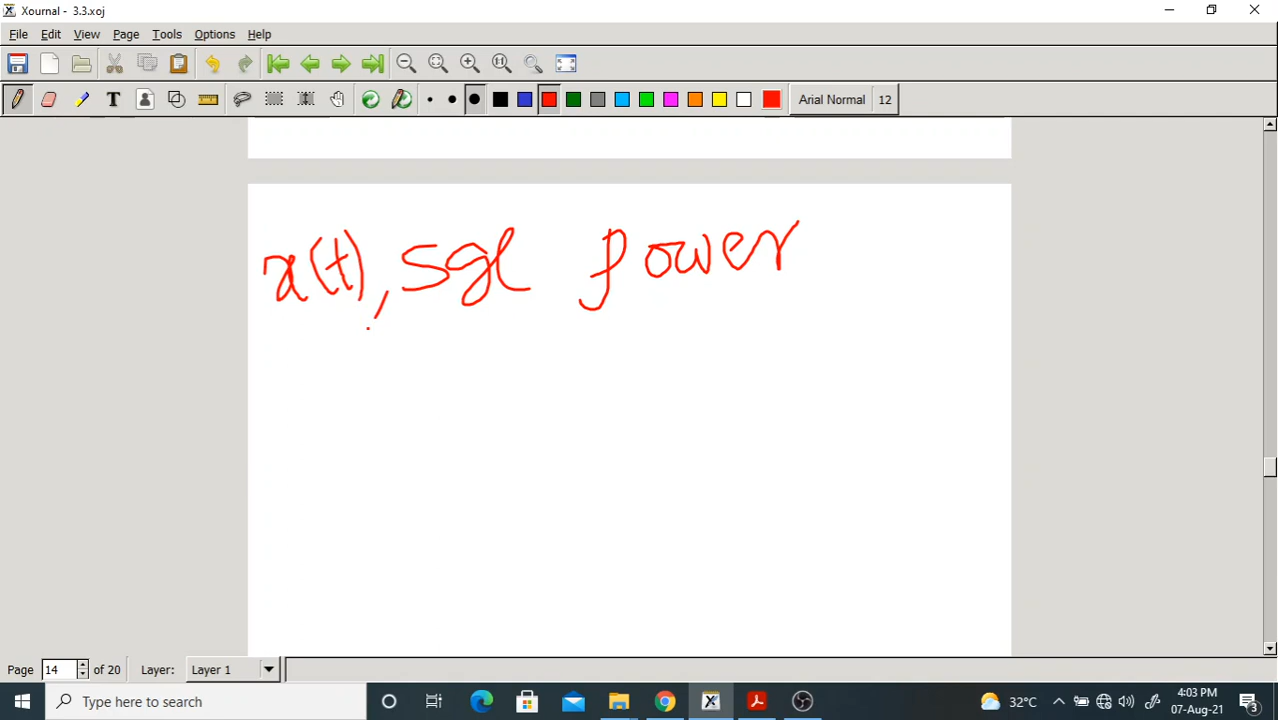 Xournal - 3.3.xoj
File Edit View Page Tools Options Help
Arial Normal 12
x(t), sgl power
Page 14 of 20 Layer: Layer 1
Type here to search
32°C
4:03 PM
07-Aug-21
3